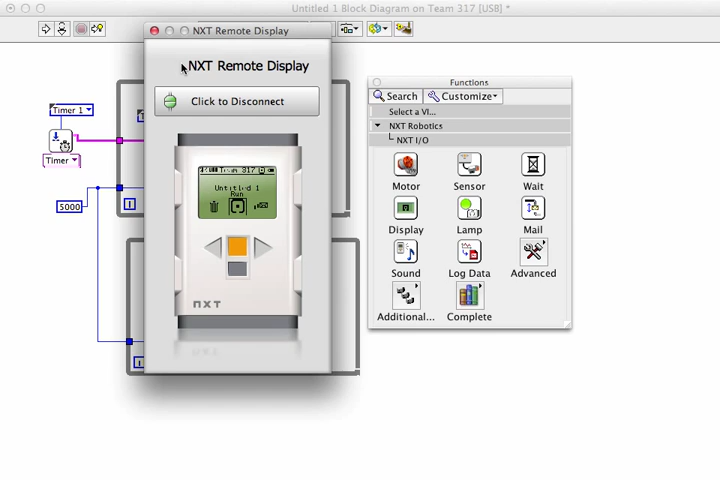 Untitled 1 Block Diagram on Team 317 [USB] *
NXT Remote Display
NXT Remote Display
Click to Disconnect
Team 317
Untitled 1
Run
NXT
Timer 1
Timer
5000
i
i
Functions
Search
Customize
Select a VI...
NXT Robotics
NXT I/O
Motor
Sensor
Wait
Display
Lamp
Mail
Sound
Log Data
Advanced
Additional...
Complete